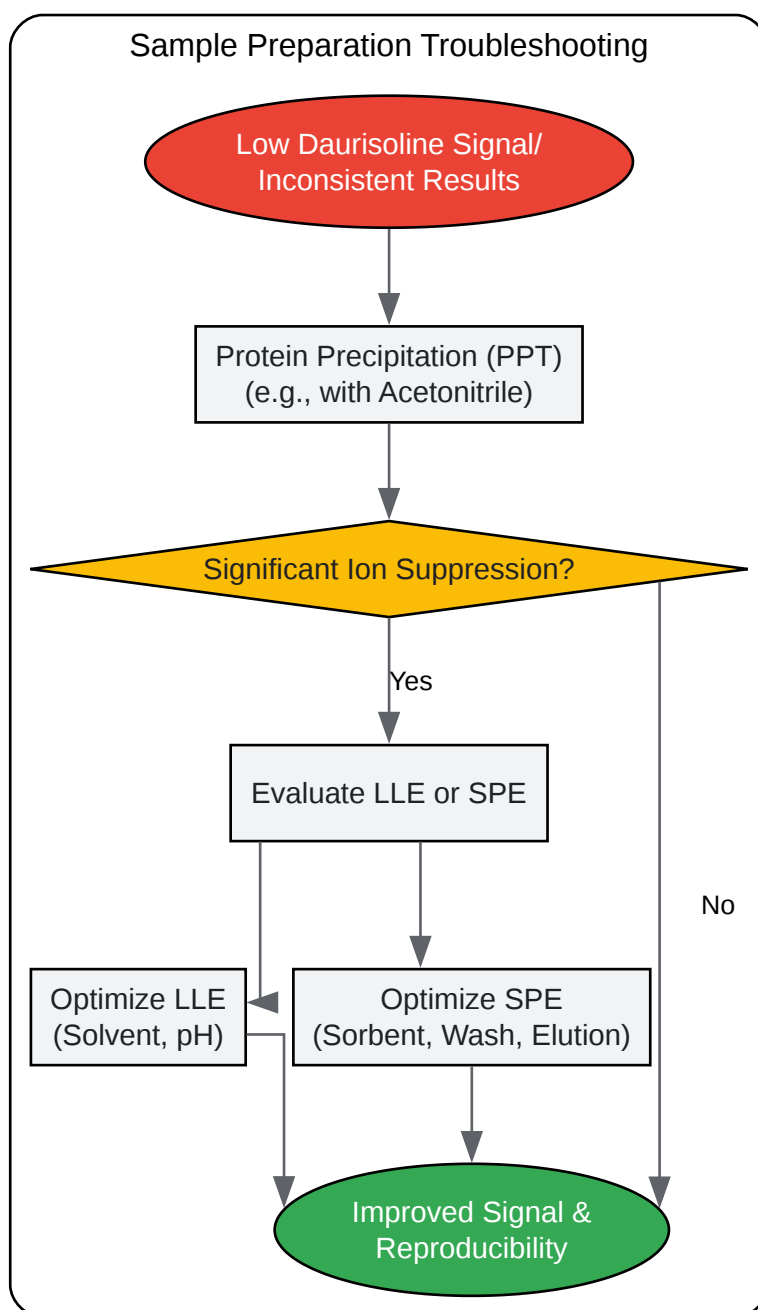 Sample Preparation Troubleshooting
Low Daurisoline Signal/
Inconsistent Results
Protein Precipitation (PPT)
(e.g., with Acetonitrile)
Significant Ion Suppression?
Yes
Evaluate LLE or SPE
No
Optimize LLE
(Solvent, pH)
Optimize SPE
(Sorbent, Wash, Elution)
Improved Signal &
Reproducibility